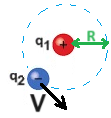 q₁ + R
q₂ -
V